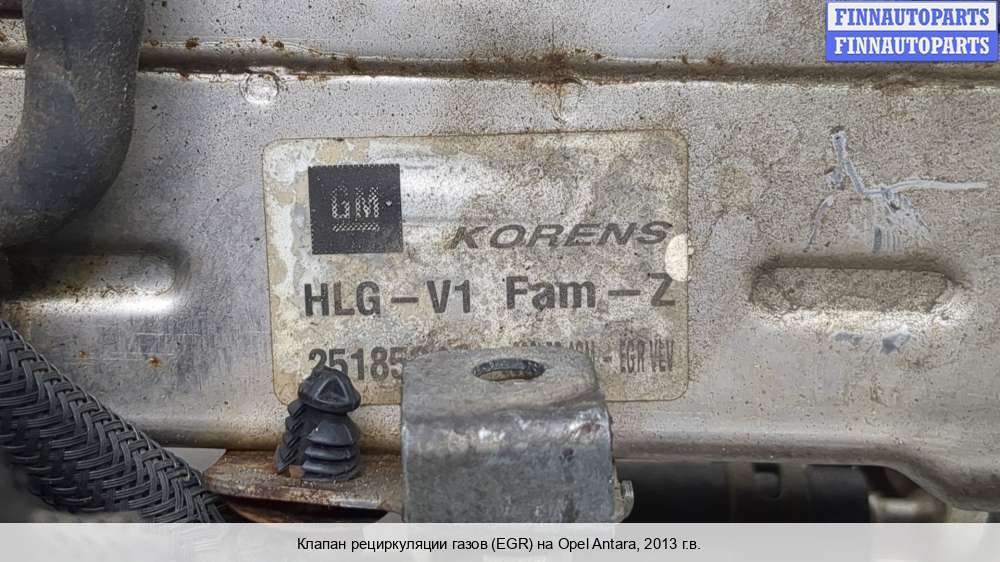 FINNAUTOPARTS
FINNAUTOPARTS
GM
KORENS
HLG-V1 Fam-Z
EGR VLV
Клапан рециркуляции газов (EGR) на Opel Antara, 2013 г.в.